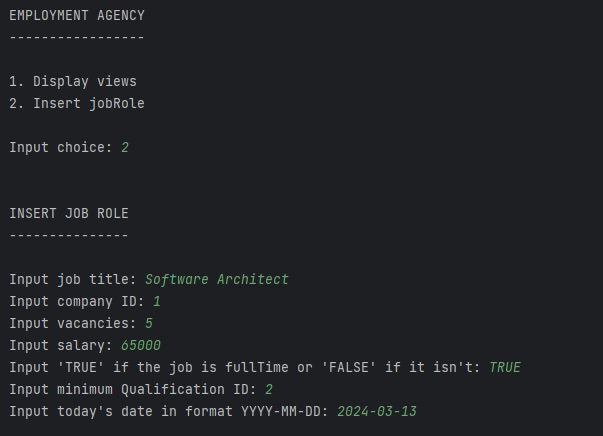 EMPLOYMENT AGENCY
-----------------
1. Display views
2. Insert jobRole
Input choice: 2
INSERT JOB ROLE
---------------
Input job title: Software Architect
Input company ID: 1
Input vacancies: 5
Input salary: 65000
Input 'TRUE' if the job is fullTime or 'FALSE' if it isn't: TRUE
Input minimum Qualification ID: 2
Input today's date in format YYYY-MM-DD: 2024-03-13